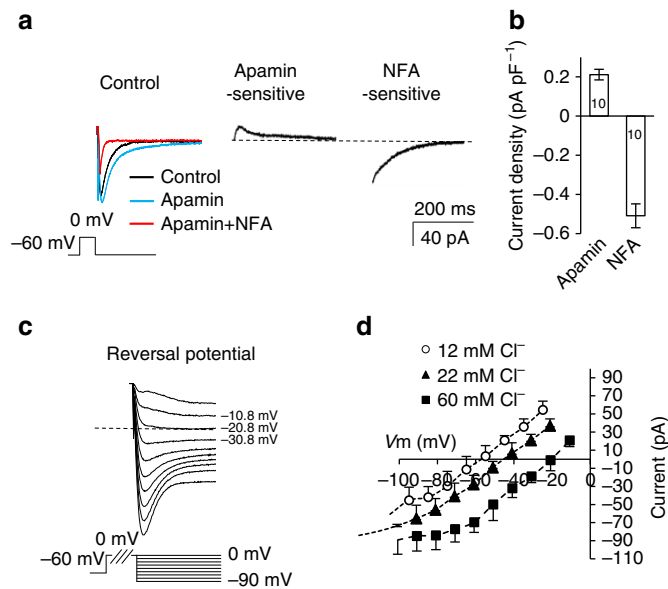 a
Control
Apamin
-sensitive
NFA
-sensitive
Control
Apamin
Apamin+NFA
0 mV
−60 mV
200 ms
40 pA
b
Current density (pA pF⁻¹)
0.2
0
−0.2
−0.4
−0.6
10
10
Apamin
NFA
c
Reversal potential
−10.8 mV
−20.8 mV
−30.8 mV
0 mV
−60 mV
0 mV
−90 mV
d
12 mM Cl⁻
22 mM Cl⁻
60 mM Cl⁻
Vm (mV)
−100 −80 −60 −40 −20 0
90
70
50
30
10
−10
−30
−50
−70
−90
−110
Current (pA)